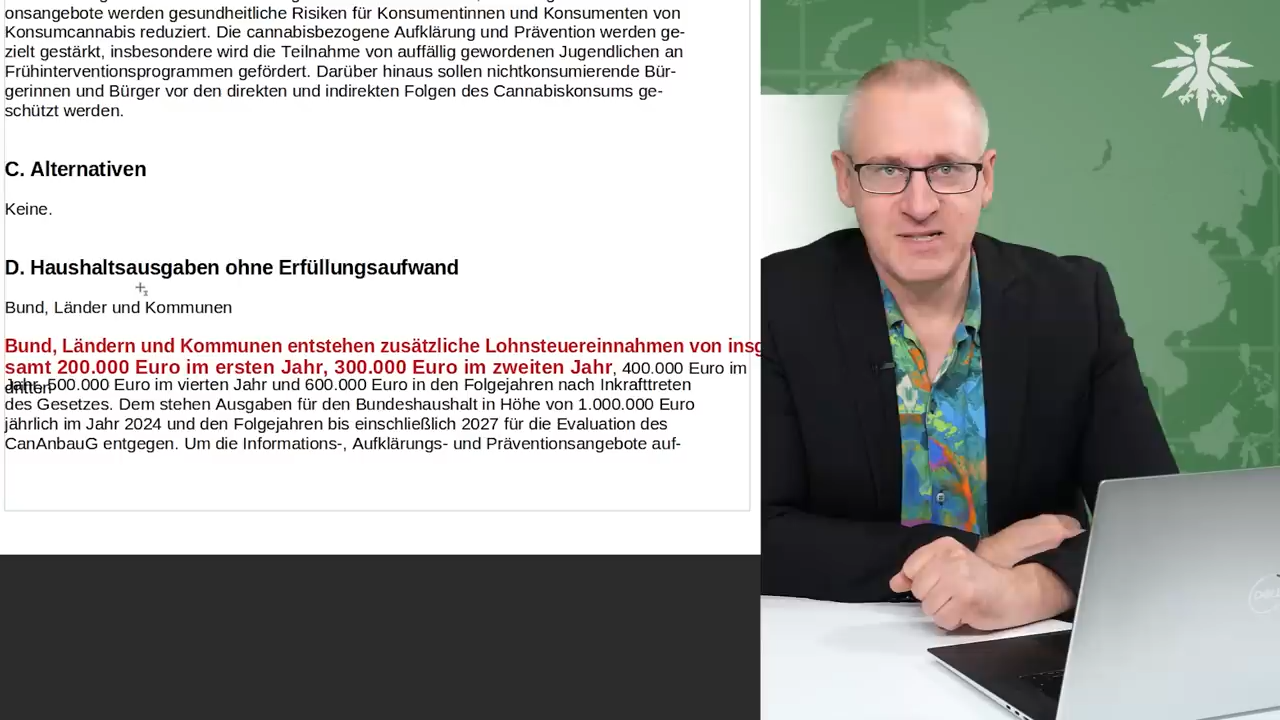 onsangebote werden gesundheitliche Risiken für Konsumentinnen und Konsumenten von
Konsumcannabis reduziert. Die cannabisbezogene Aufklärung und Prävention werden ge-
zielt gestärkt, insbesondere wird die Teilnahme von auffällig gewordenen Jugendlichen an
Frühinterventionsprogrammen gefördert. Darüber hinaus sollen nichtkonsumierende Bür-
gerinnen und Bürger vor den direkten und indirekten Folgen des Cannabiskonsums ge-
schützt werden.
C. Alternativen
Keine.
D. Haushaltsausgaben ohne Erfüllungsaufwand
Bund, Länder und Kommunen
Bund, Ländern und Kommunen entstehen zusätzliche Lohnsteuereinnahmen von insg
samt 200.000 Euro im ersten Jahr, 300.000 Euro im zweiten Jahr, 400.000 Euro im
dritten
Jahr, 500.000 Euro im vierten Jahr und 600.000 Euro in den Folgejahren nach Inkrafttreten
des Gesetzes. Dem stehen Ausgaben für den Bundeshaushalt in Höhe von 1.000.000 Euro
jährlich im Jahr 2024 und den Folgejahren bis einschließlich 2027 für die Evaluation des
CanAnbauG entgegen. Um die Informations-, Aufklärungs- und Präventionsangebote auf-
DELL